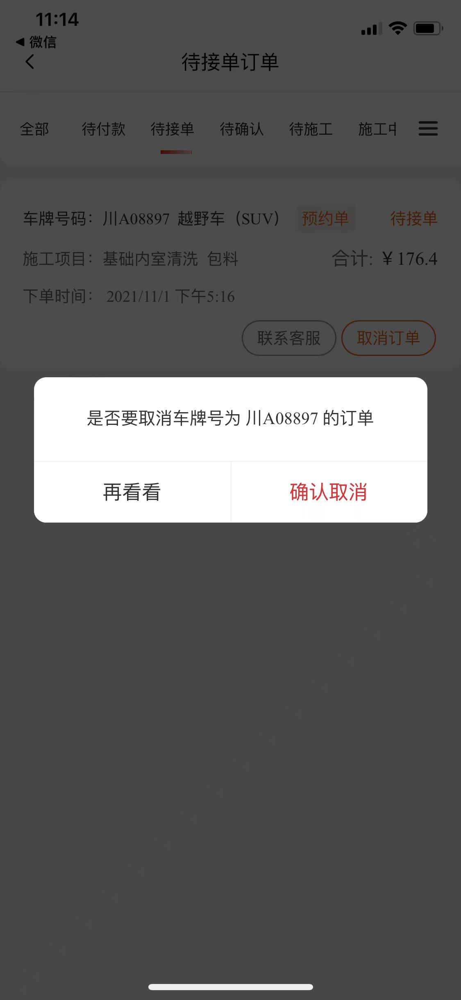 11:14
微信
待接单订单
全部 待付款 待接单 待确认 待施工 施工中
车牌号码：川A08897 越野车（SUV） 预约单 待接单
施工项目：基础内室清洗 包料 合计: ￥176.4
下单时间： 2021/11/1 下午5:16
联系客服 取消订单
是否要取消车牌号为 川A08897 的订单
再看看 确认取消